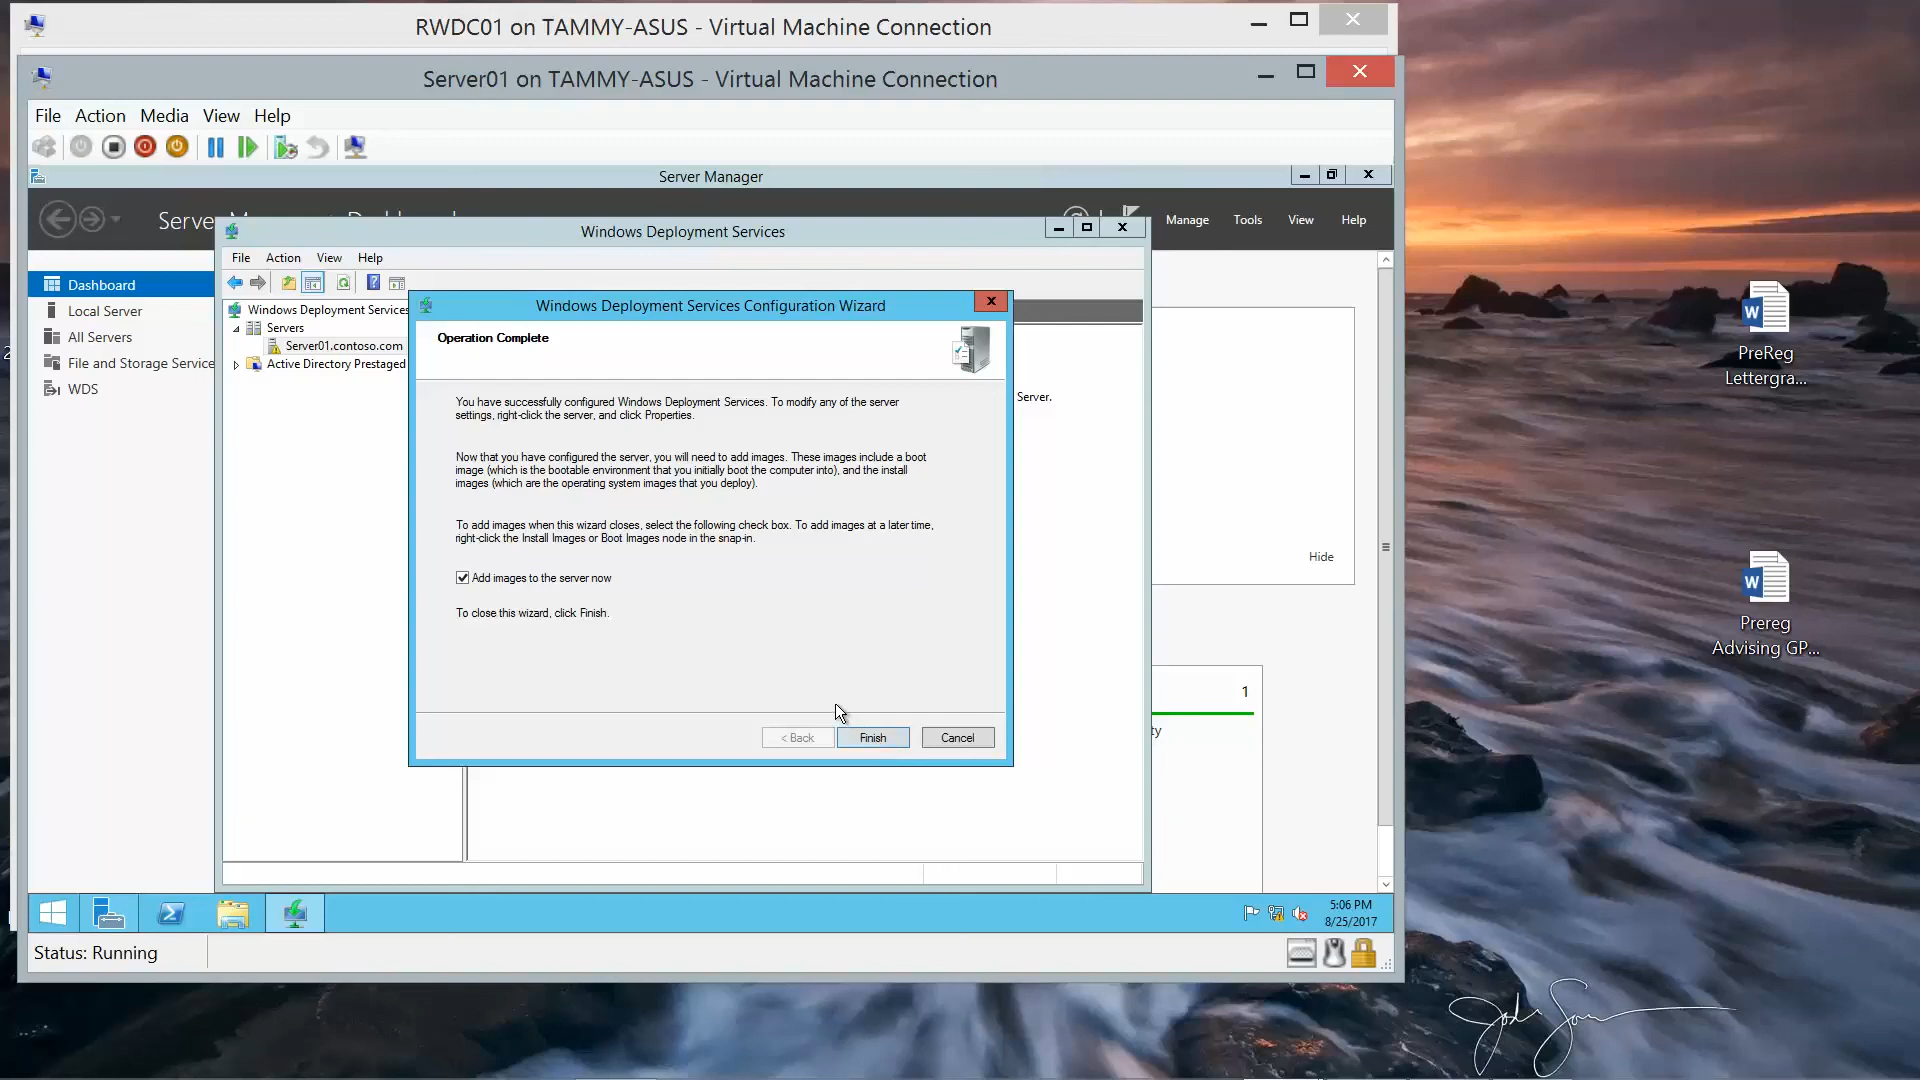 RWDC01 on TAMMY-ASUS - Virtual Machine Connection
Server01 on TAMMY-ASUS - Virtual Machine Connection
File Action Media View Help
Server Manager
Manage Tools View Help
Windows Deployment Services
File Action View Help
Dashboard
Local Server
All Servers
File and Storage Service
WDS
Windows Deployment Services
Servers
Server01.contoso.com
Active Directory Prestaged
Windows Deployment Services Configuration Wizard
Operation Complete
You have successfully configured Windows Deployment Services. To modify any of the server
settings, right-click the server, and click Properties.
Now that you have configured the server, you will need to add images. These images include a boot
image (which is the bootable environment that you initially boot the computer into), and the install
images (which are the operating system images that you deploy).
To add images when this wizard closes, select the following check box. To add images at a later time,
right-click the Install Images or Boot Images node in the snap-in.
Add images to the server now
To close this wizard, click Finish.
< Back Finish Cancel
Server.
Hide
1
ty
5:06 PM
8/25/2017
Status: Running
PreReg
Lettergra...
Prereg
Advising GP...